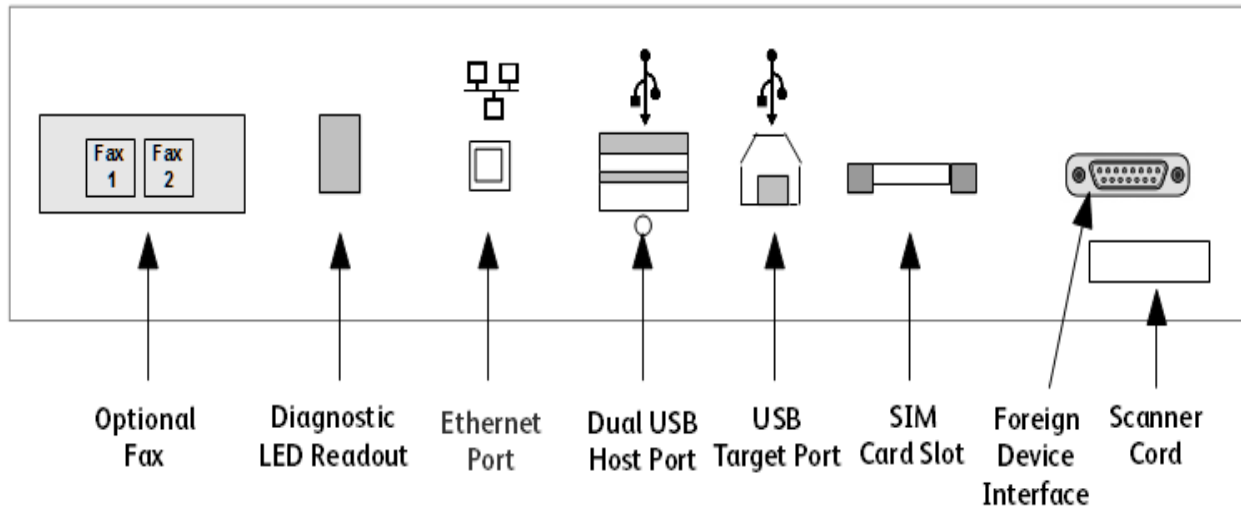 Fax
1
Fax
2
Optional
Fax
Diagnostic
LED Readout
Ethernet
Port
Dual USB
Host Port
USB
Target Port
SIM
Card Slot
Foreign
Device
Interface
Scanner
Cord